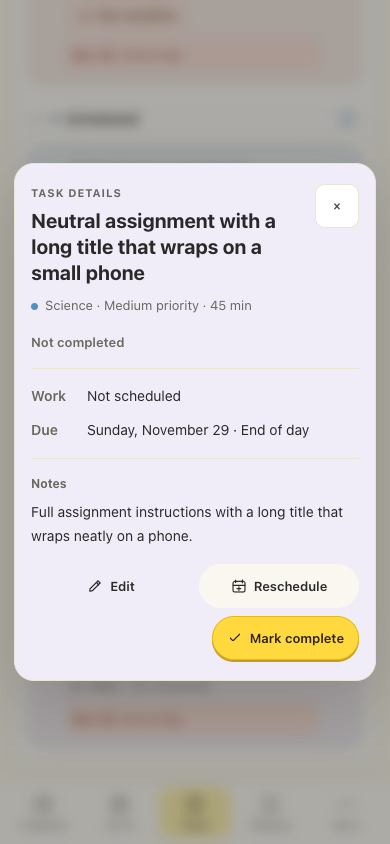 Scheduled
TASK DETAILS
×
Neutral assignment with a
long title that wraps on a
small phone
Science · Medium priority · 45 min
Not completed
Work Not scheduled
Due Sunday, November 29 · End of day
Notes
Full assignment instructions with a long title that
wraps neatly on a phone.
Edit
Reschedule
Mark complete